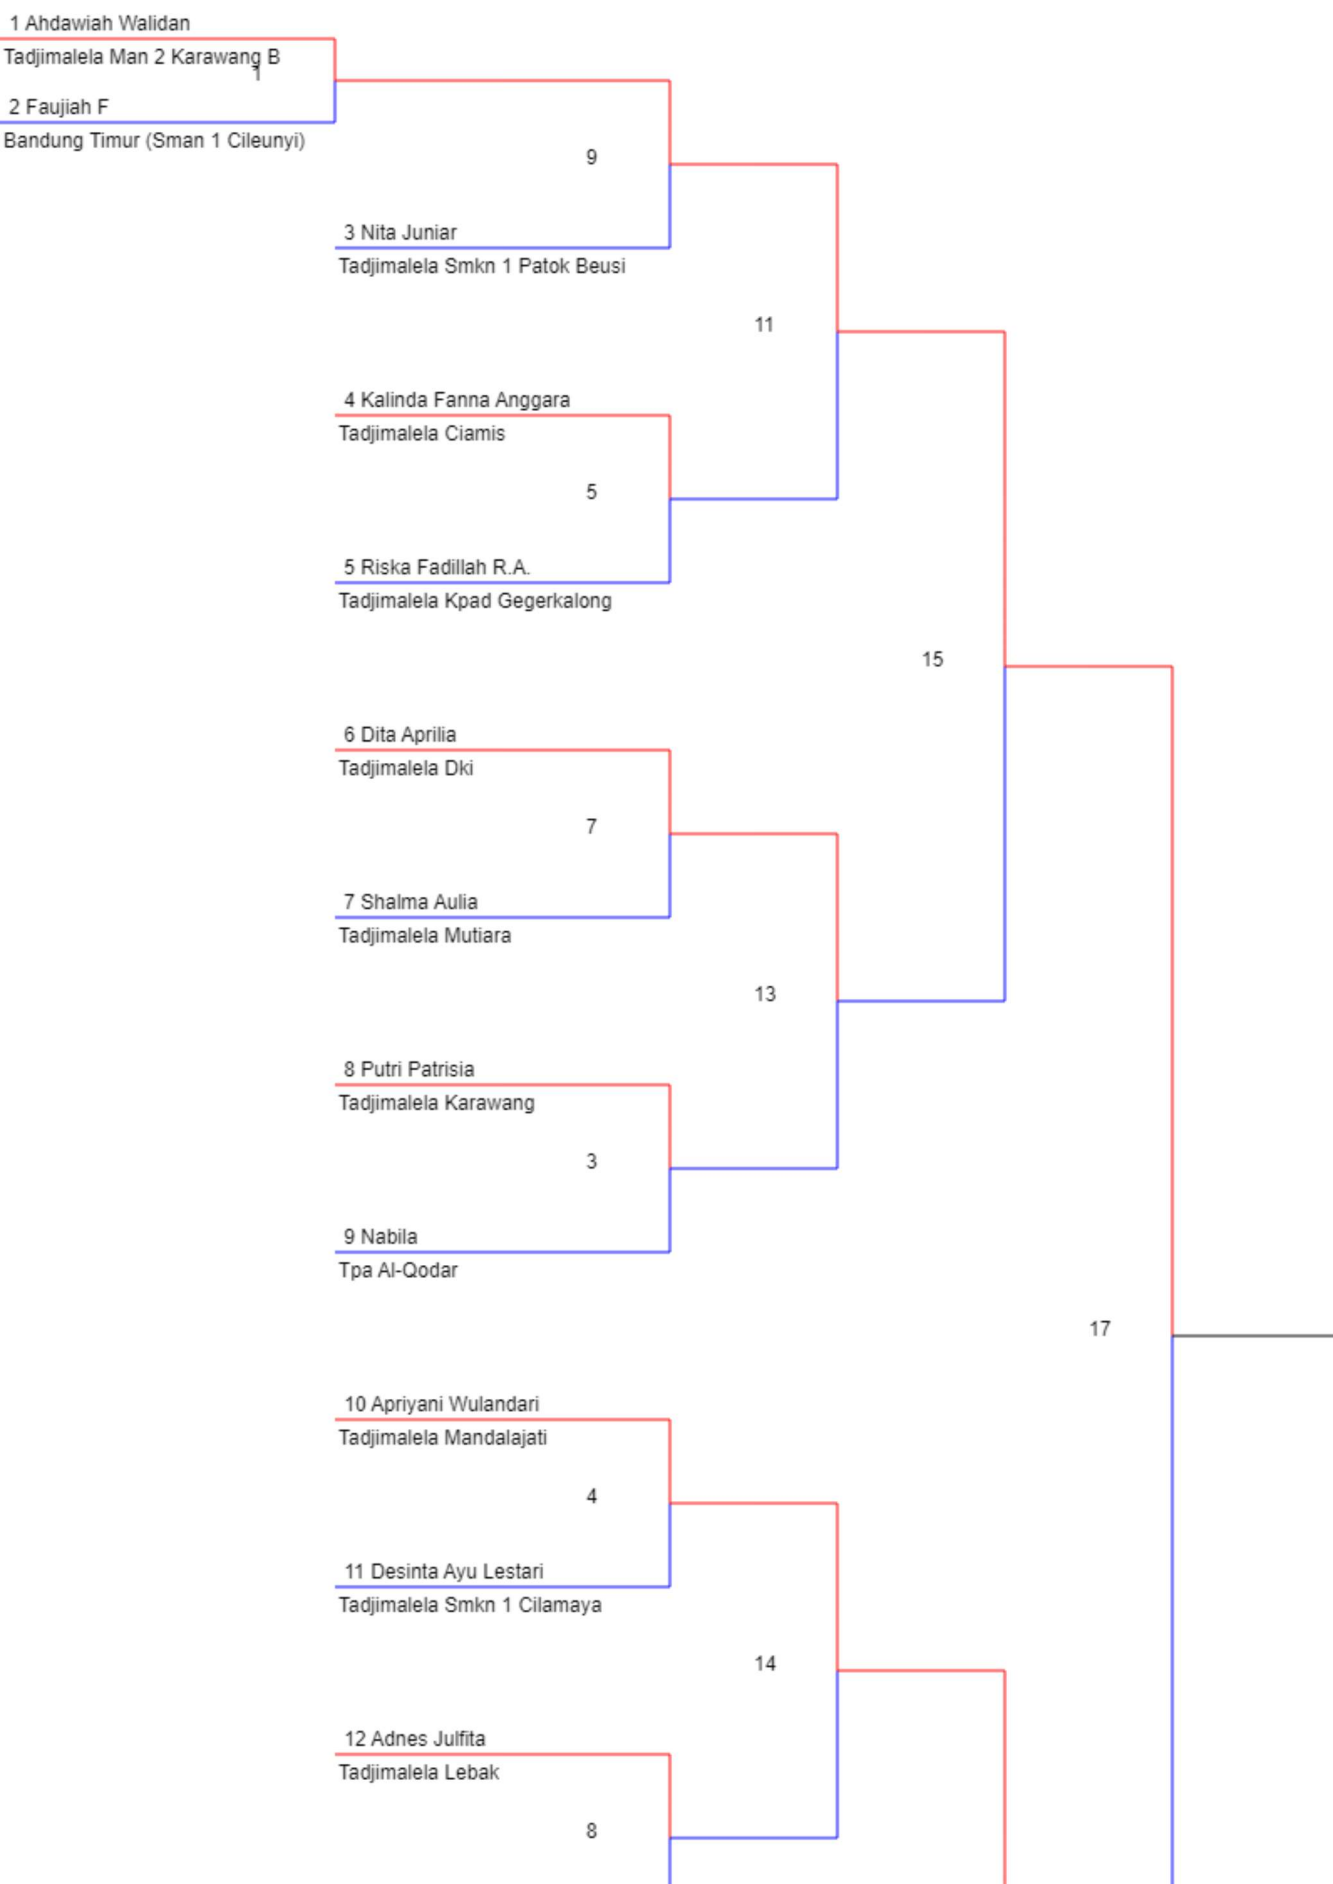 1 Ahdawiah Walidan
Tadjimalela Man 2 Karawang B
1
2 Faujiah F
Bandung Timur (Sman 1 Cileunyi)
9
3 Nita Juniar
Tadjimalela Smkn 1 Patok Beusi
11
4 Kalinda Fanna Anggara
Tadjimalela Ciamis
5
5 Riska Fadillah R.A.
Tadjimalela Kpad Gegerkalong
15
6 Dita Aprilia
Tadjimalela Dki
7
7 Shalma Aulia
Tadjimalela Mutiara
13
8 Putri Patrisia
Tadjimalela Karawang
3
9 Nabila
Tpa Al-Qodar
17
10 Apriyani Wulandari
Tadjimalela Mandalajati
4
11 Desinta Ayu Lestari
Tadjimalela Smkn 1 Cilamaya
14
12 Adnes Julfita
Tadjimalela Lebak
8